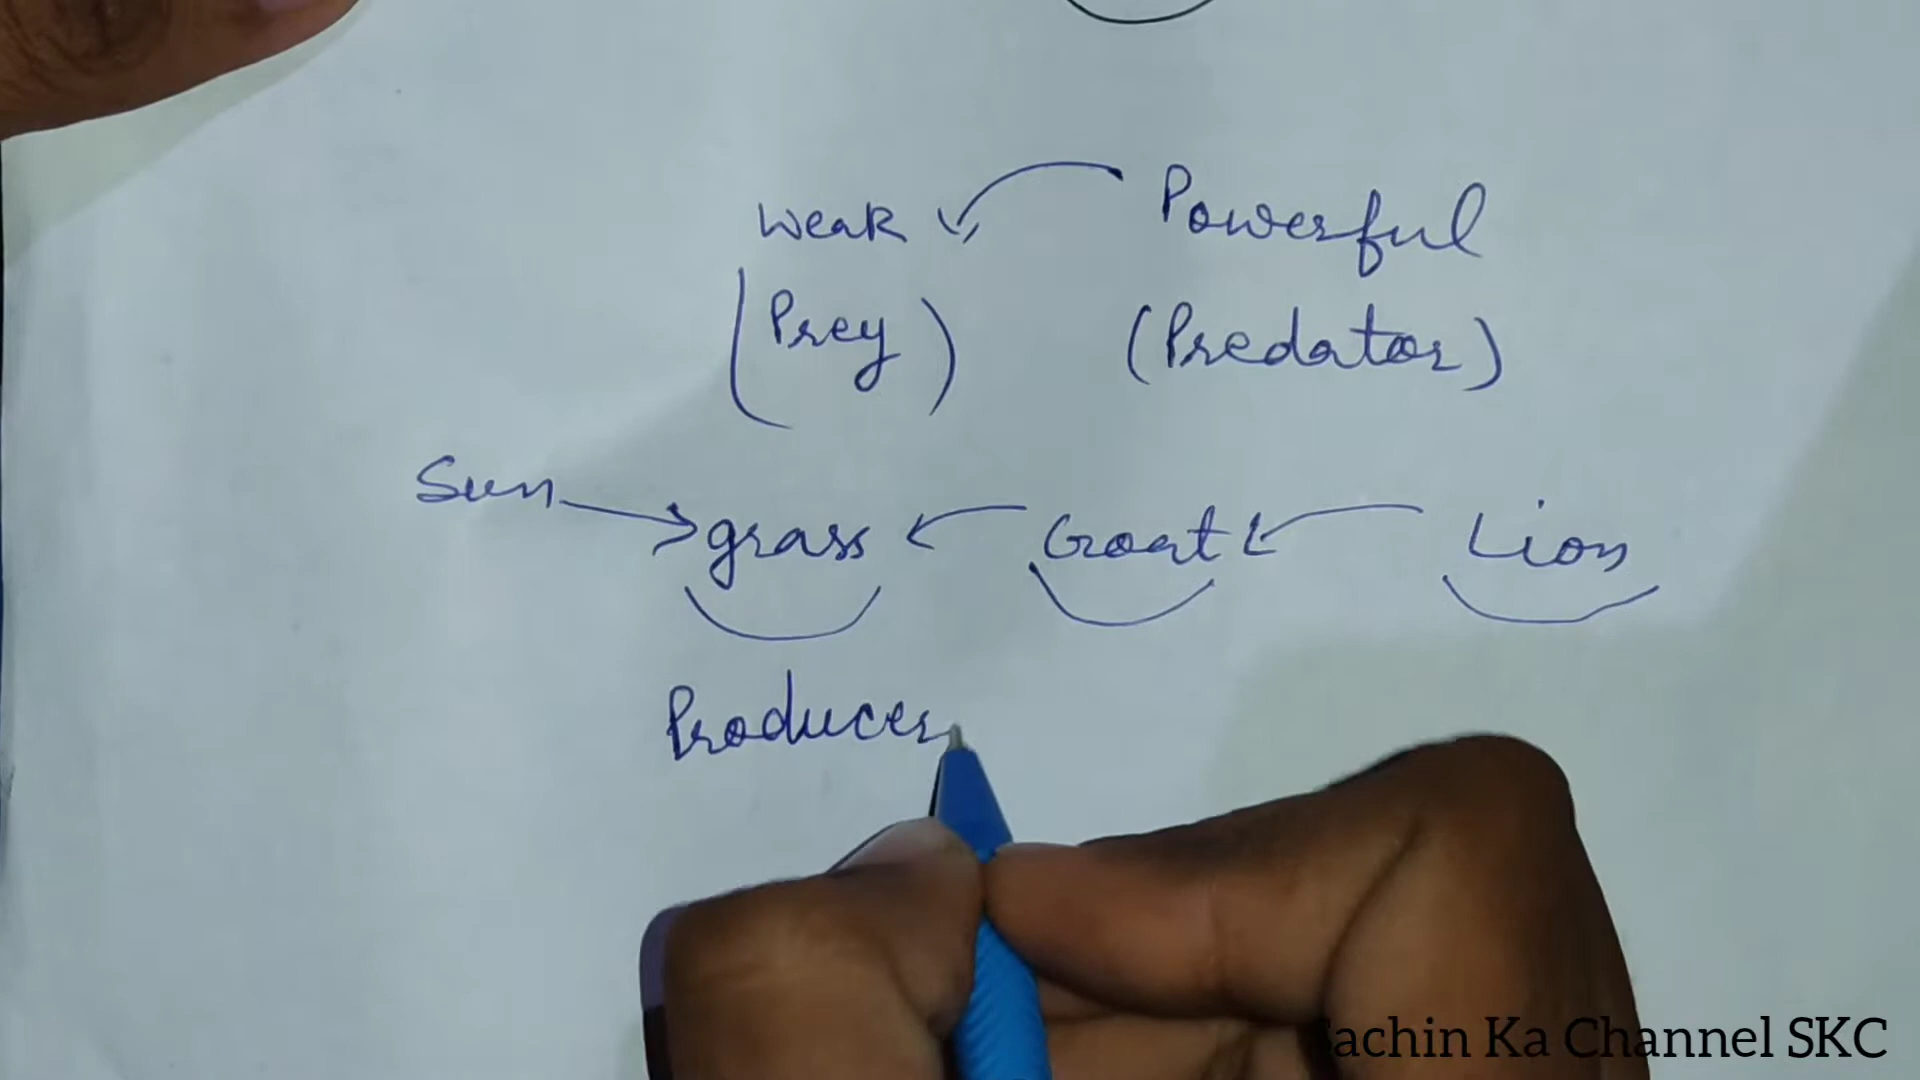 Weak Powerful
(Prey) (Predator)
Sun
grass Goat Lion
Producer
Sachin Ka Channel SKC